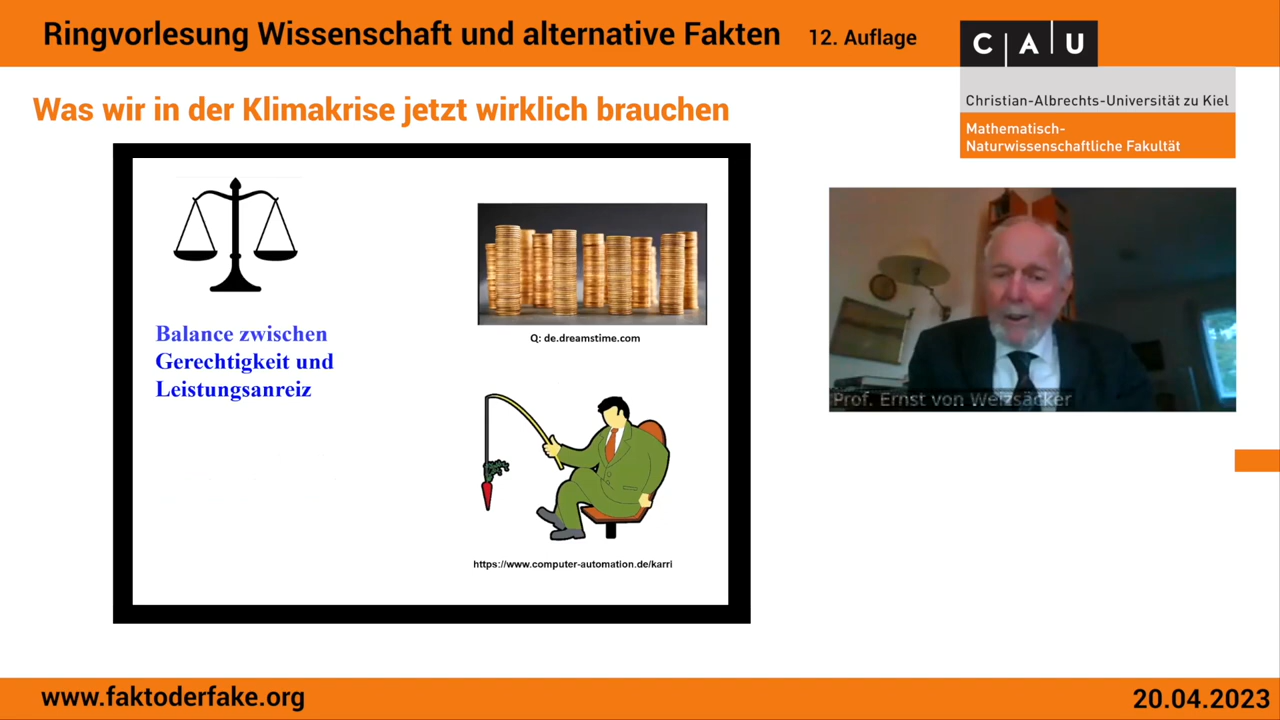 Ringvorlesung Wissenschaft und alternative Fakten 12. Auflage
CAU
Christian-Albrechts-Universität zu Kiel
Mathematisch-
Naturwissenschaftliche Fakultät
Was wir in der Klimakrise jetzt wirklich brauchen
Balance zwischen
Gerechtigkeit und
Leistungsanreiz
Q: de.dreamstime.com
https://www.computer-automation.de/karri
Prof. Ernst von Weizsäcker
www.faktoderfake.org
20.04.2023